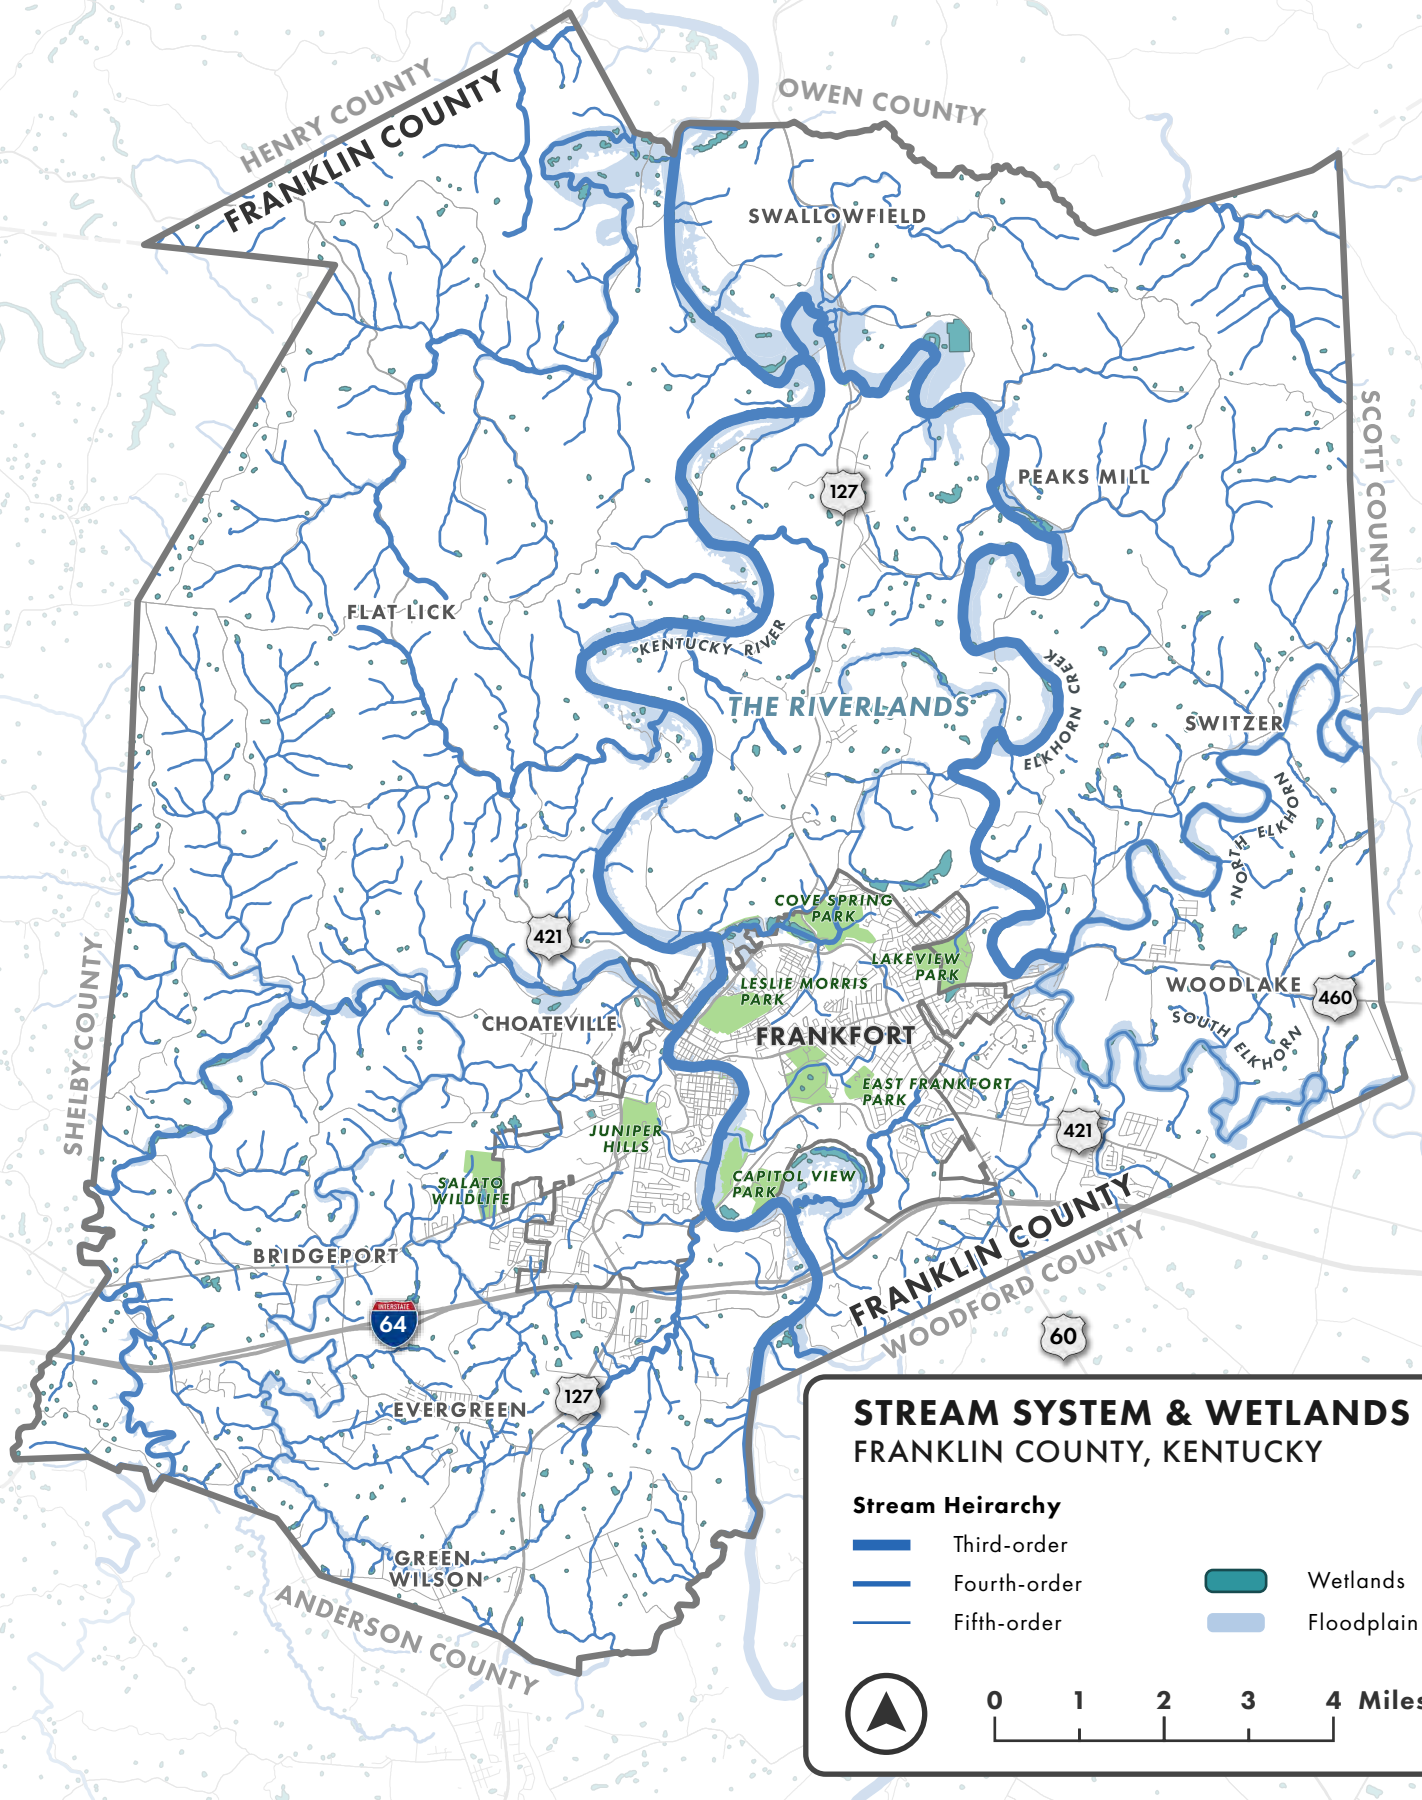 HENRY COUNTY
FRANKLIN COUNTY
OWEN COUNTY
SWALLOWFIELD
SCOTT COUNTY
PEAKS MILL
127
FLAT LICK
KENTUCKY RIVER
ELKHORN CREEK
THE RIVERLANDS
SWITZER
NORTH ELKHORN
COVE SPRING
PARK
421
LAKEVIEW
PARK
LESLIE MORRIS
PARK
WOODLAKE
460
CHOATEVILLE
FRANKFORT
SOUTH ELKHORN
SHELBY COUNTY
EAST FRANKFORT
PARK
JUNIPER
HILLS
421
CAPITOL VIEW
PARK
SALATO
WILDLIFE
BRIDGEPORT
FRANKLIN COUNTY
WOODFORD COUNTY
INTERSTATE
64
60
127
EVERGREEN
GREEN
WILSON
ANDERSON COUNTY
STREAM SYSTEM & WETLANDS
FRANKLIN COUNTY, KENTUCKY
Stream Heirarchy
Third-order
Fourth-order
Fifth-order
Wetlands
Floodplain
0 1 2 3 4 Miles